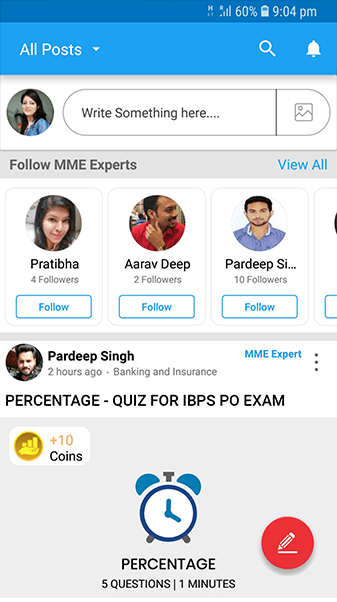 60% 9:04 pm
All Posts
Write Something here....
Follow MME Experts View All
Pratibha
4 Followers
Follow
Aarav Deep
2 Followers
Follow
Pardeep Si...
10 Followers
Follow
Pardeep Singh MME Expert
2 hours ago · Banking and Insurance
PERCENTAGE - QUIZ FOR IBPS PO EXAM
+10
Coins
PERCENTAGE
5 QUESTIONS | 1 MINUTES